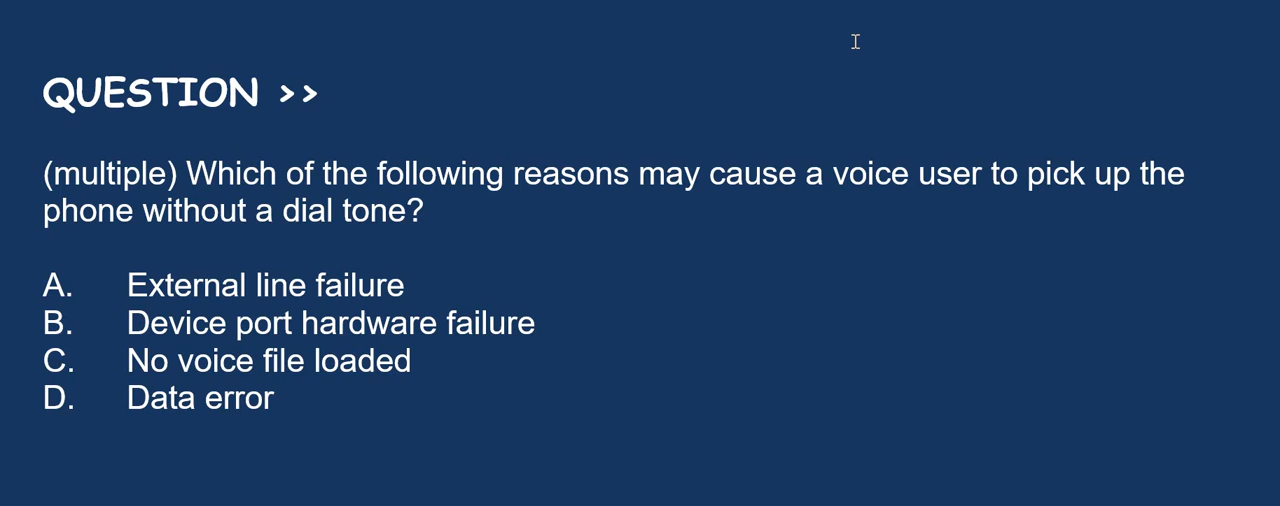 QUESTION >>
(multiple) Which of the following reasons may cause a voice user to pick up the
phone without a dial tone?
A. External line failure
B. Device port hardware failure
C. No voice file loaded
D. Data error